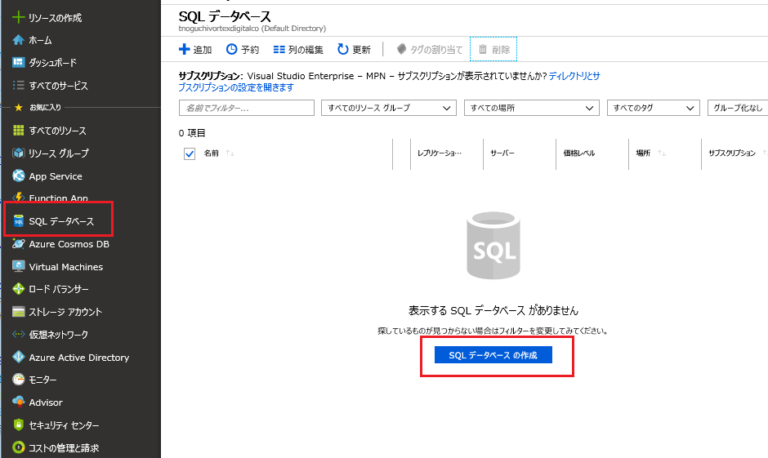 リソースの作成
ホーム
ダッシュボード
すべてのサービス
お気に入り
すべてのリソース
リソース グループ
App Service
Function App
SQL データベース
Azure Cosmos DB
Virtual Machines
ロード バランサー
ストレージ アカウント
仮想ネットワーク
Azure Active Directory
モニター
Advisor
セキュリティ センター
コストの管理と請求
SQL データベース
tnoguchivortexdigitalco (Default Directory)
追加 予約 列の編集 更新 タグの割り当て 削除
サブスクリプション: Visual Studio Enterprise – MPN – サブスクリプションが表示されていませんか? ディレクトリとサ
ブスクリプションの設定を開きます
名前でフィルター... すべてのリソース グループ すべての場所 すべてのタグ グループ化なし
0 項目
名前 レプリケーショ... サーバー 価格レベル 場所 サブスクリプション
SQL
表示する SQL データベース がありません
探しているものが見つからない場合はフィルターを変更してみてください。
SQL データベース の作成